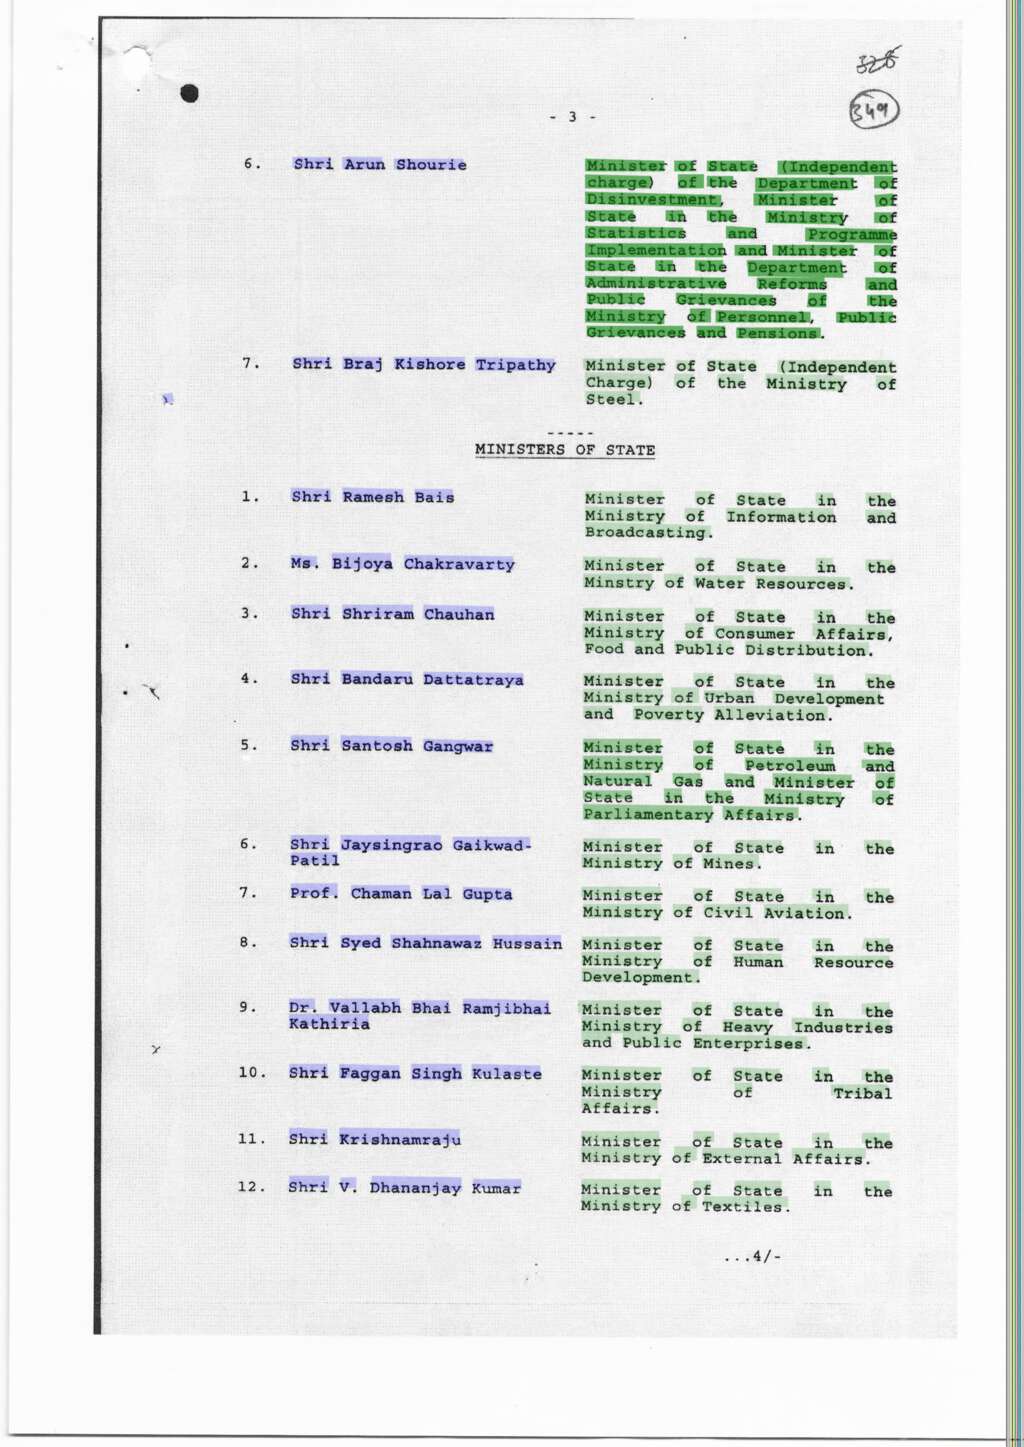 328
349
- 3 -
6. Shri Arun Shourie Minister of State (Independent
charge) of the Department of
Disinvestment, Minister of
State in the Ministry of
Statistics and Programme
Implementation and Minister of
State in the Department of
Administrative Reforms and
Public Grievances of the
Ministry of Personnel, Public
Grievances and Pensions.
7. Shri Braj Kishore Tripathy Minister of State (Independent
Charge) of the Ministry of
Steel.
-----
MINISTERS OF STATE
1. Shri Ramesh Bais Minister of State in the
Ministry of Information and
Broadcasting.
2. Ms. Bijoya Chakravarty Minister of State in the
Minstry of Water Resources.
3. Shri Shriram Chauhan Minister of State in the
Ministry of Consumer Affairs,
Food and Public Distribution.
4. Shri Bandaru Dattatraya Minister of State in the
Ministry of Urban Development
and Poverty Alleviation.
5. Shri Santosh Gangwar Minister of State in the
Ministry of Petroleum and
Natural Gas and Minister of
State in the Ministry of
Parliamentary Affairs.
6. Shri Jaysingrao Gaikwad- Minister of State in the
Patil Ministry of Mines.
7. Prof. Chaman Lal Gupta Minister of State in the
Ministry of Civil Aviation.
8. Shri Syed Shahnawaz Hussain Minister of State in the
Ministry of Human Resource
Development.
9. Dr. Vallabh Bhai Ramjibhai Minister of State in the
Kathiria Ministry of Heavy Industries
and Public Enterprises.
10. Shri Faggan Singh Kulaste Minister of State in the
Ministry of Tribal
Affairs.
11. Shri Krishnamraju Minister of State in the
Ministry of External Affairs.
12. Shri V. Dhananjay Kumar Minister of State in the
Ministry of Textiles.
...4/-